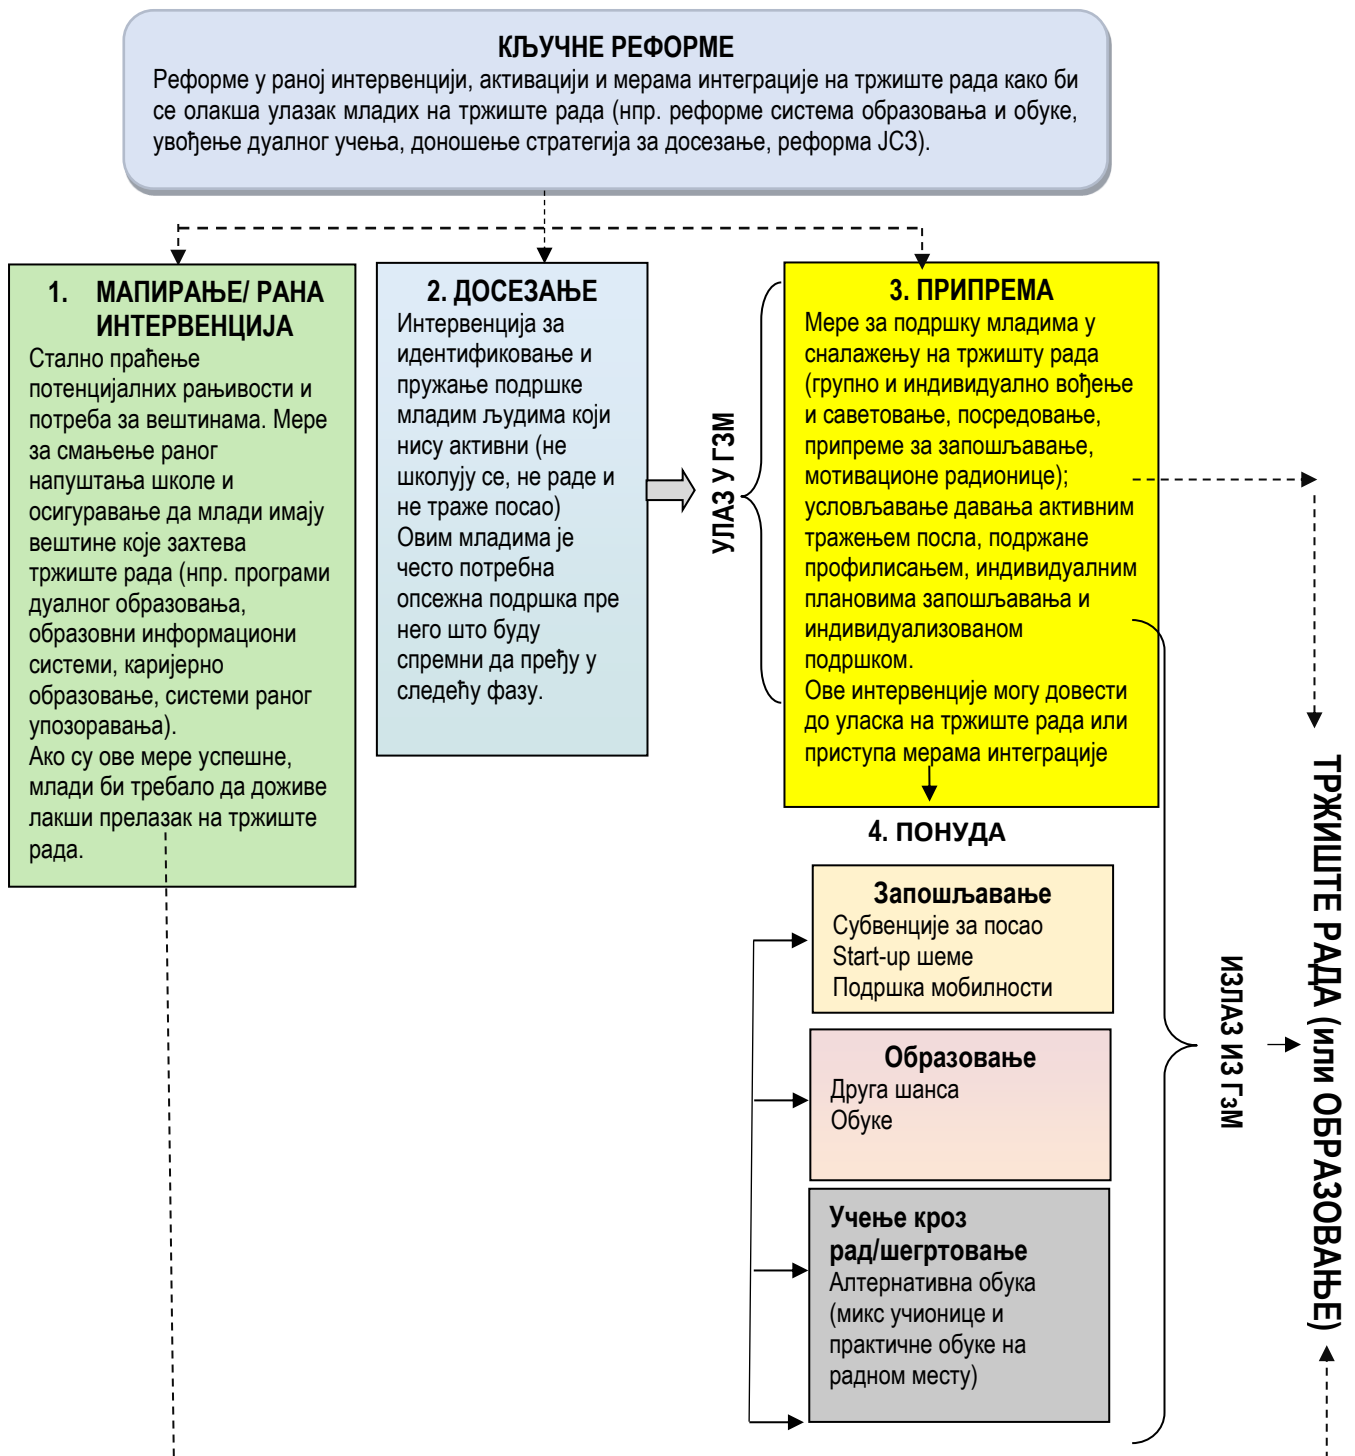 КЉУЧНЕ РЕФОРМЕ
Реформе у раној интервенцији, активацији и мерама интеграције на тржиште рада како би
се олакша улазак младих на тржиште рада (нпр. реформе система образовања и обуке,
увођење дуалног учења, доношење стратегија за досезање, реформа ЈСЗ).
1. МАПИРАЊЕ/ РАНА
ИНТЕРВЕНЦИЈА
Стално праћење
потенцијалних рањивости и
потреба за вештинама. Мере
за смањење раног
напуштања школе и
осигуравање да млади имају
вештине које захтева
тржиште рада (нпр. програми
дуалног образовања,
образовни информациони
системи, каријерно
образовање, системи раног
упозоравања).
Ако су ове мере успешне,
млади би требало да доживе
лакши прелазак на тржиште
рада.
2. ДОСЕЗАЊЕ
Интервенција за
идентификовање и
пружање подршке
младим људима који
нису активни (не
школују се, не раде и
не траже посао)
Овим младима је
често потребна
опсежна подршка пре
него што буду
спремни да пређу у
следећу фазу.
УЛАЗ У ГЗМ
3. ПРИПРЕМА
Мере за подршку младима у
сналажењу на тржишту рада
(групно и индивидуално вођење
и саветовање, посредовање,
припреме за запошљавање,
мотивационе радионице);
условљавање давања активним
тражењем посла, подржане
профилисањем, индивидуалним
плановима запошљавања и
индивидуализованом
подршком.
Ове интервенције могу довести
до уласка на тржиште рада или
приступа мерама интеграције
4. ПОНУДА
Запошљавање
Субвенције за посао
Start-up шеме
Подршка мобилности
Образовање
Друга шанса
Обуке
Учење кроз
рад/шегртовање
Алтернативна обука
(микс учионице и
практичне обуке на
радном месту)
ИЗЛАЗ ИЗ ГзМ
ТРЖИШТЕ РАДА (или ОБРАЗОВАЊЕ)